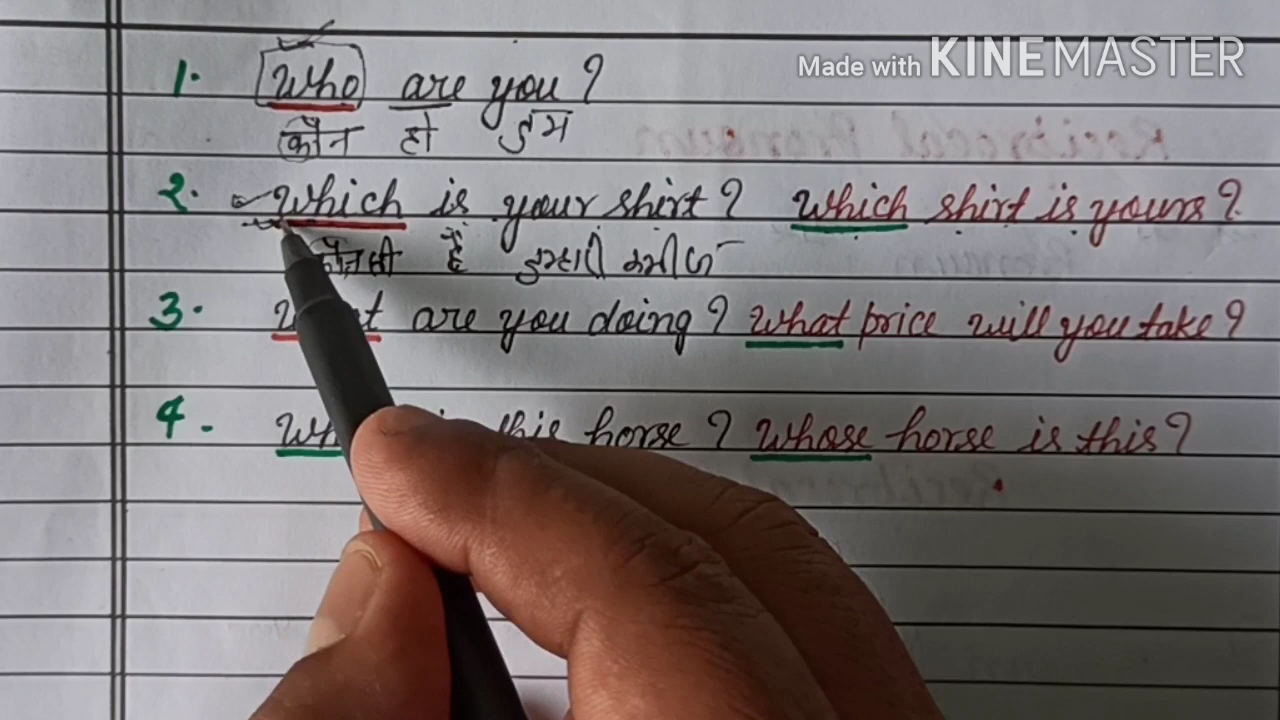 Made with KINEMASTER
1. Who are you?
कौन हो तुम
2. Which is your shirt? Which shirt is yours?
कौन सी है तुम्हारी कमीज
3. are you doing? What price will you take?
4. this horse? Whose horse is this?